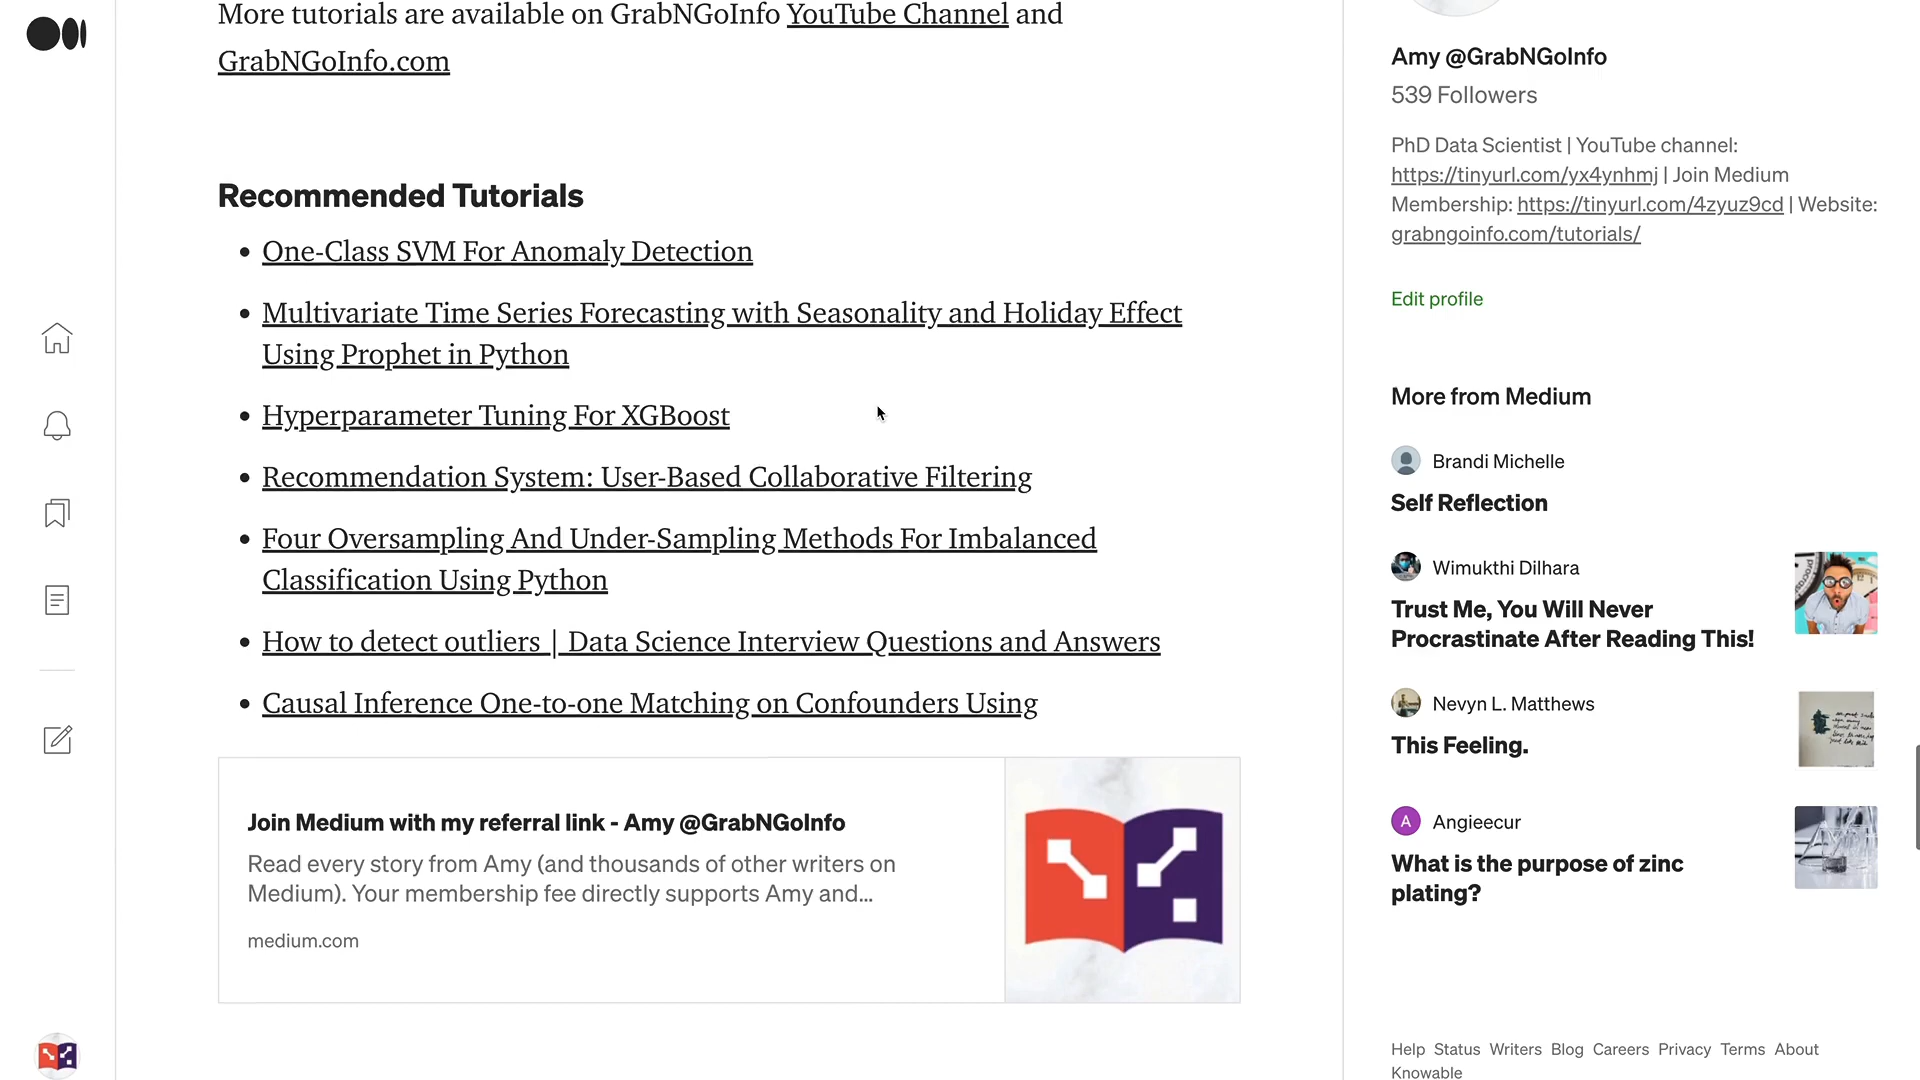 More tutorials are available on GrabNGoInfo YouTube Channel and
GrabNGoInfo.com
Recommended Tutorials
• One-Class SVM For Anomaly Detection
• Multivariate Time Series Forecasting with Seasonality and Holiday Effect
Using Prophet in Python
• Hyperparameter Tuning For XGBoost
• Recommendation System: User-Based Collaborative Filtering
• Four Oversampling And Under-Sampling Methods For Imbalanced
Classification Using Python
• How to detect outliers | Data Science Interview Questions and Answers
• Causal Inference One-to-one Matching on Confounders Using
Join Medium with my referral link - Amy @GrabNGoInfo
Read every story from Amy (and thousands of other writers on
Medium). Your membership fee directly supports Amy and...
medium.com
Amy @GrabNGoInfo
539 Followers
PhD Data Scientist | YouTube channel:
https://tinyurl.com/yx4ynhmj | Join Medium
Membership: https://tinyurl.com/4zyuz9cd | Website:
grabngoinfo.com/tutorials/
Edit profile
More from Medium
Brandi Michelle
Self Reflection
Wimukthi Dilhara
Trust Me, You Will Never
Procrastinate After Reading This!
Nevyn L. Matthews
This Feeling.
A Angieecur
What is the purpose of zinc
plating?
Help Status Writers Blog Careers Privacy Terms About
Knowable